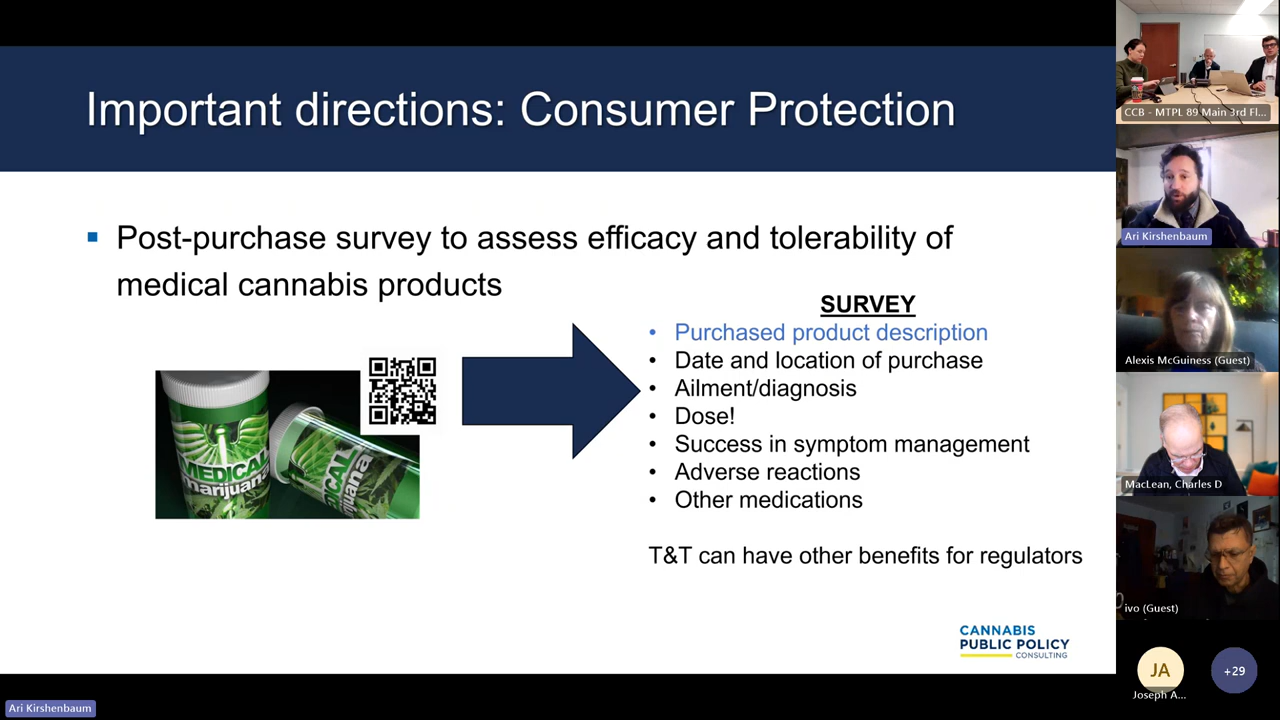 Important directions: Consumer Protection
▪ Post-purchase survey to assess efficacy and tolerability of
medical cannabis products
SURVEY
• Purchased product description
• Date and location of purchase
• Ailment/diagnosis
• Dose!
• Success in symptom management
• Adverse reactions
• Other medications
T&T can have other benefits for regulators
MEDICAL
marijuana
CANNABIS
PUBLIC POLICY
CONSULTING
CCB - MTPL 89 Main 3rd Fl...
Ari Kirshenbaum
Alexis McGuiness (Guest)
MacLean, Charles D
ivo (Guest)
JA
Joseph A...
+29
Ari Kirshenbaum